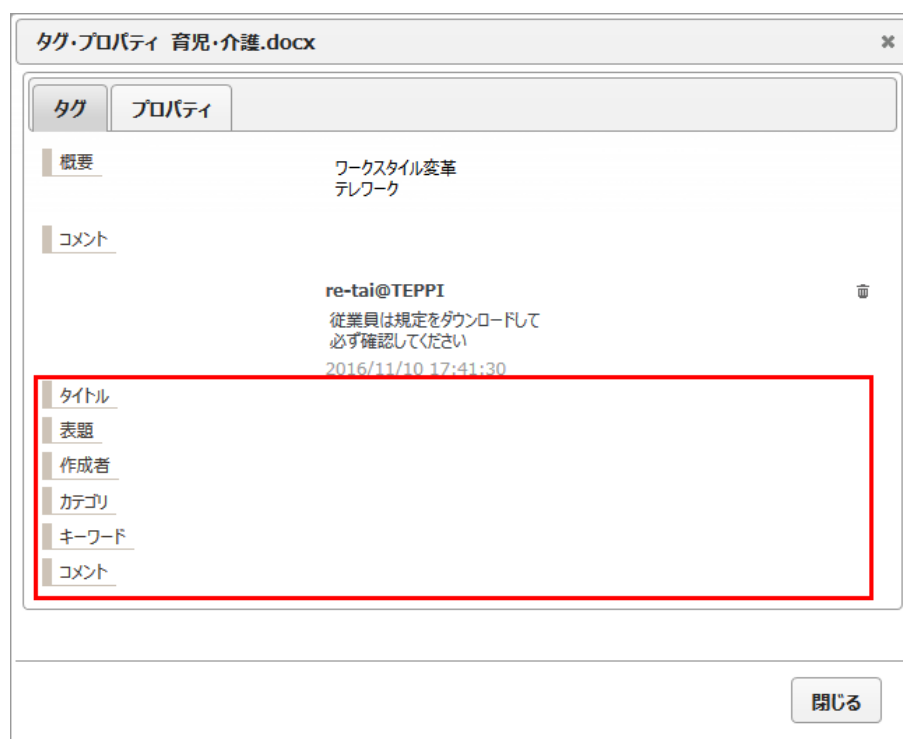 タグ・プロパティ 育児・介護.docx
タグ
プロパティ
概要
ワークスタイル変革
テレワーク
コメント
re-tai@TEPPI
従業員は規定をダウンロードして
必ず確認してください
2016/11/10 17:41:30
タイトル
表題
作成者
カテゴリ
キーワード
コメント
閉じる